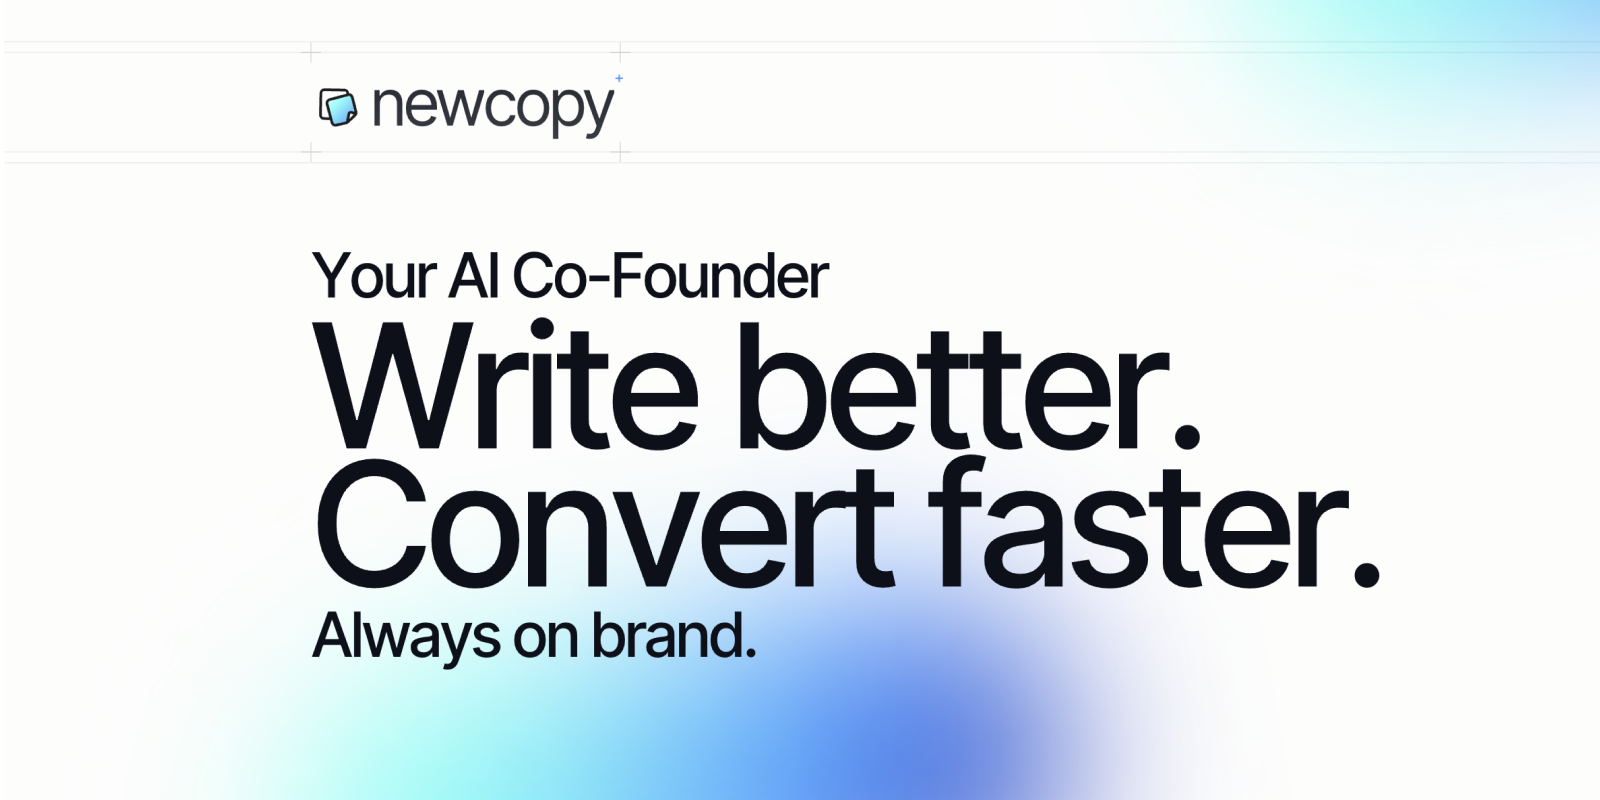 newcopy+
Your AI Co-Founder
Write better.
Convert faster.
Always on brand.